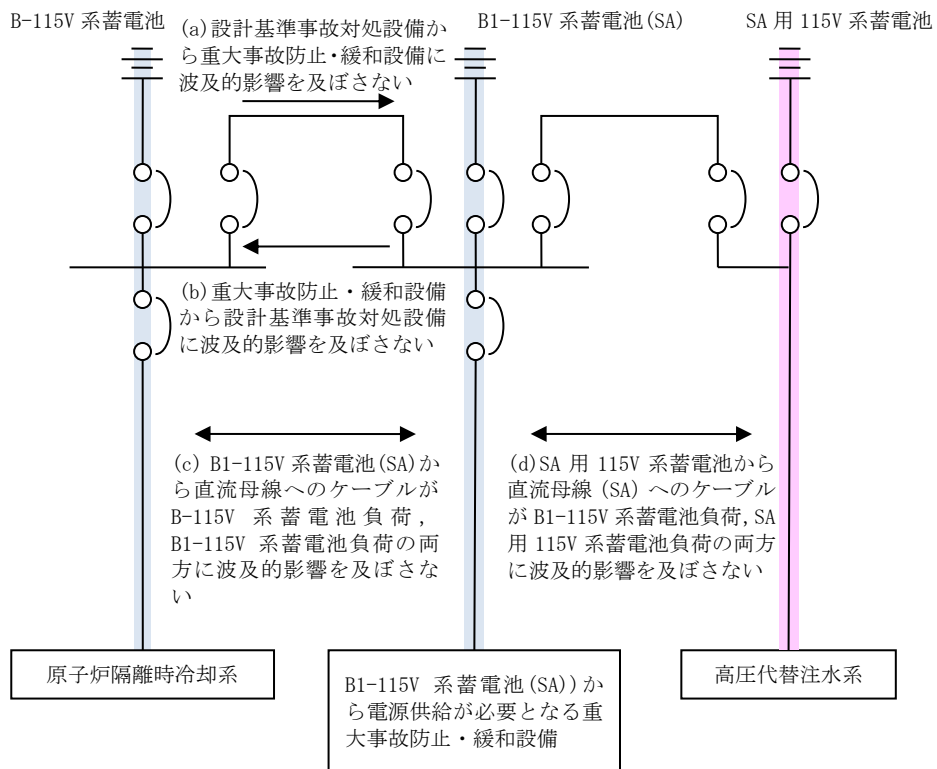 B-115V 系蓄電池
(a)設計基準事故対処設備か
ら重大事故防止・緩和設備に
波及的影響を及ぼさない
B1-115V 系蓄電池(SA)
SA 用 115V 系蓄電池
(b)重大事故防止・緩和設備
から設計基準事故対処設備
に波及的影響を及ぼさない
(c) B1-115V 系蓄電池(SA)か
ら直流母線へのケーブルが
B-115V 系蓄電池負荷,
B1-115V 系蓄電池負荷の両
方に波及的影響を及ぼさな
い
(d)SA 用 115V 系蓄電池から
直流母線 (SA) へのケーブル
が B1-115V 系蓄電池負荷,SA
用 115V 系蓄電池負荷の両方
に波及的影響を及ぼさない
原子炉隔離時冷却系
B1-115V 系蓄電池(SA))か
ら電源供給が必要となる重
大事故防止・緩和設備
高圧代替注水系